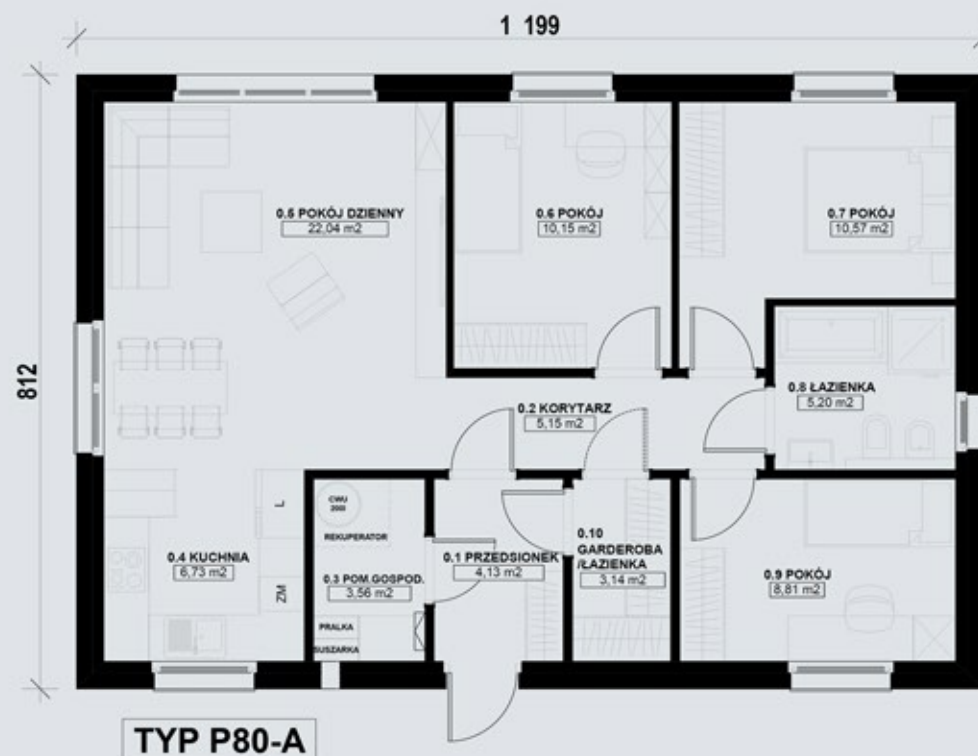 1 199
812
0.5 POKÓJ DZIENNY
22,04 m2
0.6 POKÓJ
10,15 m2
0.7 POKÓJ
10,57 m2
0.8 ŁAZIENKA
5,20 m2
0.2 KORYTARZ
5,15 m2
L
CWU
200l
REKUPERATOR
0.4 KUCHNIA
6,73 m2
ZM
0.3 POM.GOSPOD.
3,56 m2
0.1 PRZEDSIONEK
4,13 m2
0.10
GARDEROBA
/ŁAZIENKA
3,14 m2
0.9 POKÓJ
8,81 m2
PRALKA
SUSZARKA
TYP P80-A